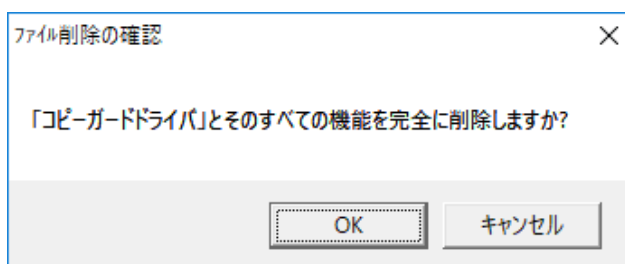 ﾌｧｲﾙ削除の確認
「コピーガードドライバ」とそのすべての機能を完全に削除しますか?
OK
キャンセル